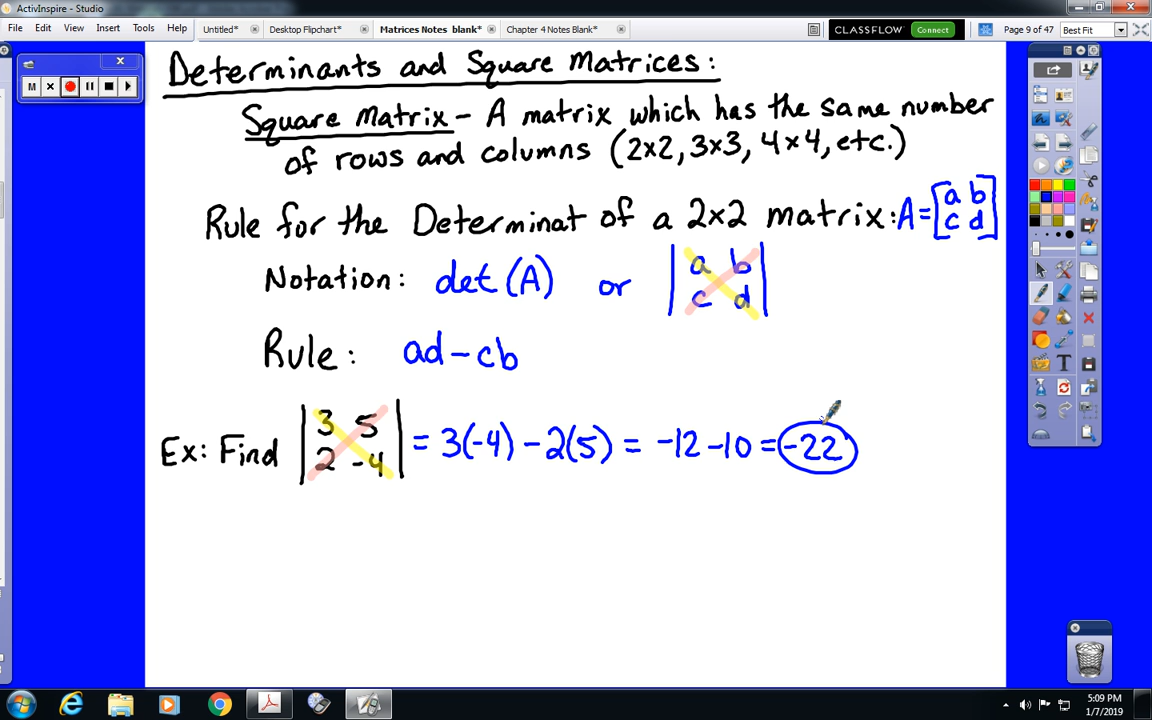 ActivInspire - Studio
File Edit View Insert Tools Help
Untitled* Desktop Flipchart* Matrices Notes blank* Chapter 4 Notes Blank*
CLASSFLOW Connect
Page 9 of 47 Best Fit
M
Determinants and Square Matrices:
Square Matrix - A matrix which has the same number
of rows and columns (2x2, 3x3, 4x4, etc.)
Rule for the Determinat of a 2x2 matrix: A = [a b
c d]
Notation: det(A) or |a b
c d|
Rule: ad - cb
Ex: Find |3 5
2 -4| = 3(-4) - 2(5) = -12 - 10 = -22
5:09 PM
1/7/2019